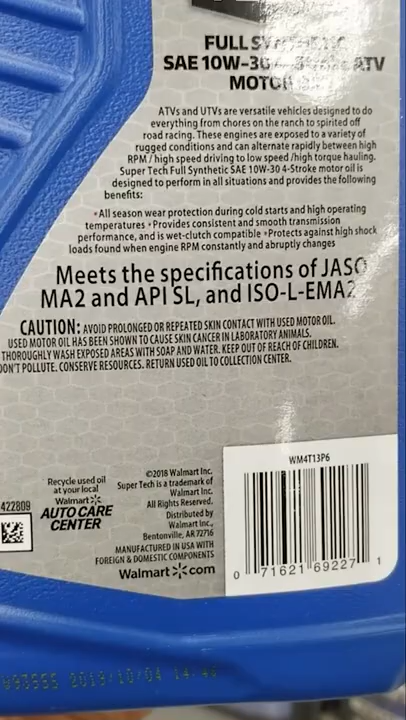 FULL SYNTHETIC
SAE 10W-30 4-Stroke ATV
MOTOR OIL
ATVs and UTVs are versatile vehicles designed to do
everything from chores on the ranch to spirited off
road racing. These engines are exposed to a variety of
rugged conditions and can alternate rapidly between high
RPM / high speed driving to low speed /high torque hauling.
Super Tech Full Synthetic SAE 10W-30 4-Stroke motor oil is
designed to perform in all situations and provides the following
benefits:
•All season wear protection during cold starts and high operating
temperatures •Provides consistent and smooth transmission
performance, and is wet-clutch compatible •Protects against high shock
loads found when engine RPM constantly and abruptly changes
Meets the specifications of JASO
MA2 and API SL, and ISO-L-EMA2
CAUTION: AVOID PROLONGED OR REPEATED SKIN CONTACT WITH USED MOTOR OIL.
USED MOTOR OIL HAS BEEN SHOWN TO CAUSE SKIN CANCER IN LABORATORY ANIMALS.
THOROUGHLY WASH EXPOSED AREAS WITH SOAP AND WATER. KEEP OUT OF REACH OF CHILDREN.
DON'T POLLUTE. CONSERVE RESOURCES. RETURN USED OIL TO COLLECTION CENTER.
422809
Recycle used oil
at your local
Walmart
AUTO CARE
CENTER
©2018 Walmart Inc.
Super Tech is a trademark of
Walmart Inc.
All Rights Reserved.
Distributed by
Walmart Inc.,
Bentonville, AR 72716
MANUFACTURED IN USA WITH
FOREIGN & DOMESTIC COMPONENTS
Walmart.com
WM4T13P6
0 71621 69227 1
2019/10/04 14:40